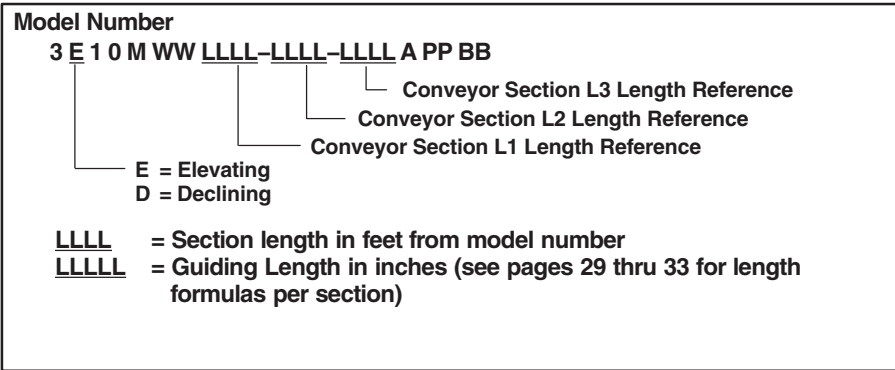 Model Number
3 E 1 0 M WW LLLL–LLLL–LLLL A PP BB
Conveyor Section L3 Length Reference
Conveyor Section L2 Length Reference
Conveyor Section L1 Length Reference
E = Elevating
D = Declining
LLLL = Section length in feet from model number
LLLLL = Guiding Length in inches (see pages 29 thru 33 for length
formulas per section)